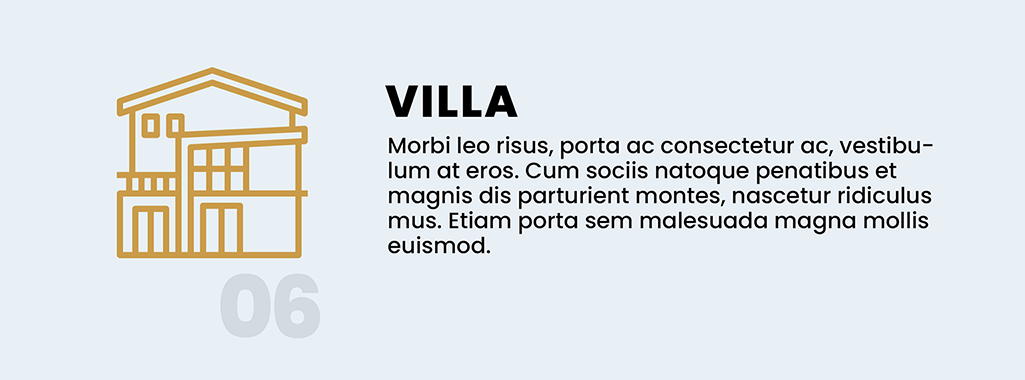 VILLA
Morbi leo risus, porta ac consectetur ac, vestibu-
lum at eros. Cum sociis natoque penatibus et
magnis dis parturient montes, nascetur ridiculus
mus. Etiam porta sem malesuada magna mollis
euismod.
06